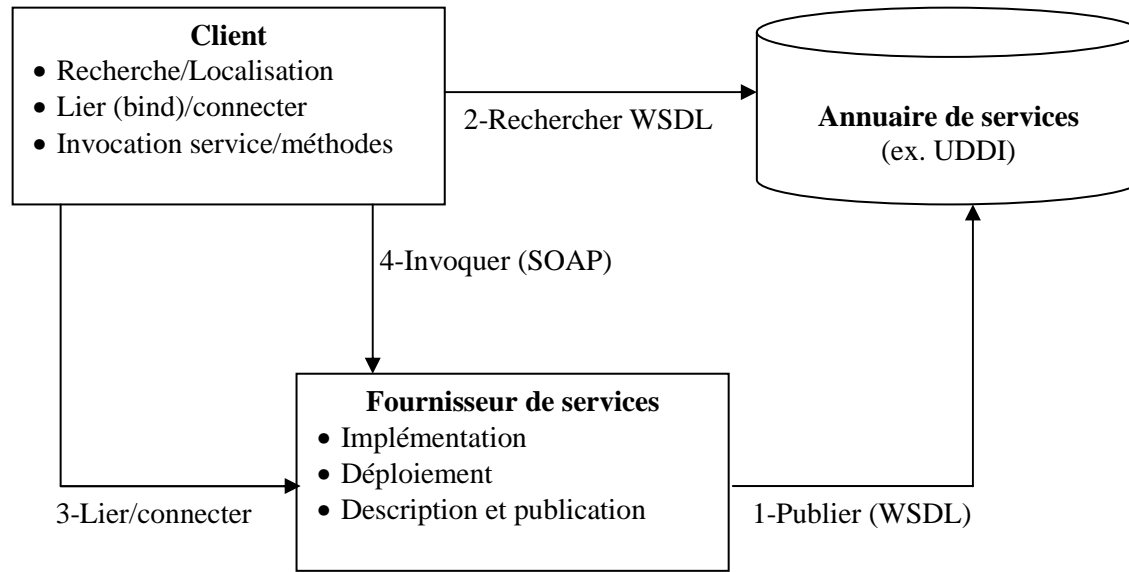 Client
• Recherche/Localisation
• Lier (bind)/connecter
• Invocation service/méthodes
2-Rechercher WSDL
Annuaire de services
(ex. UDDI)
4-Invoquer (SOAP)
Fournisseur de services
• Implémentation
• Déploiement
• Description et publication
3-Lier/connecter
1-Publier (WSDL)